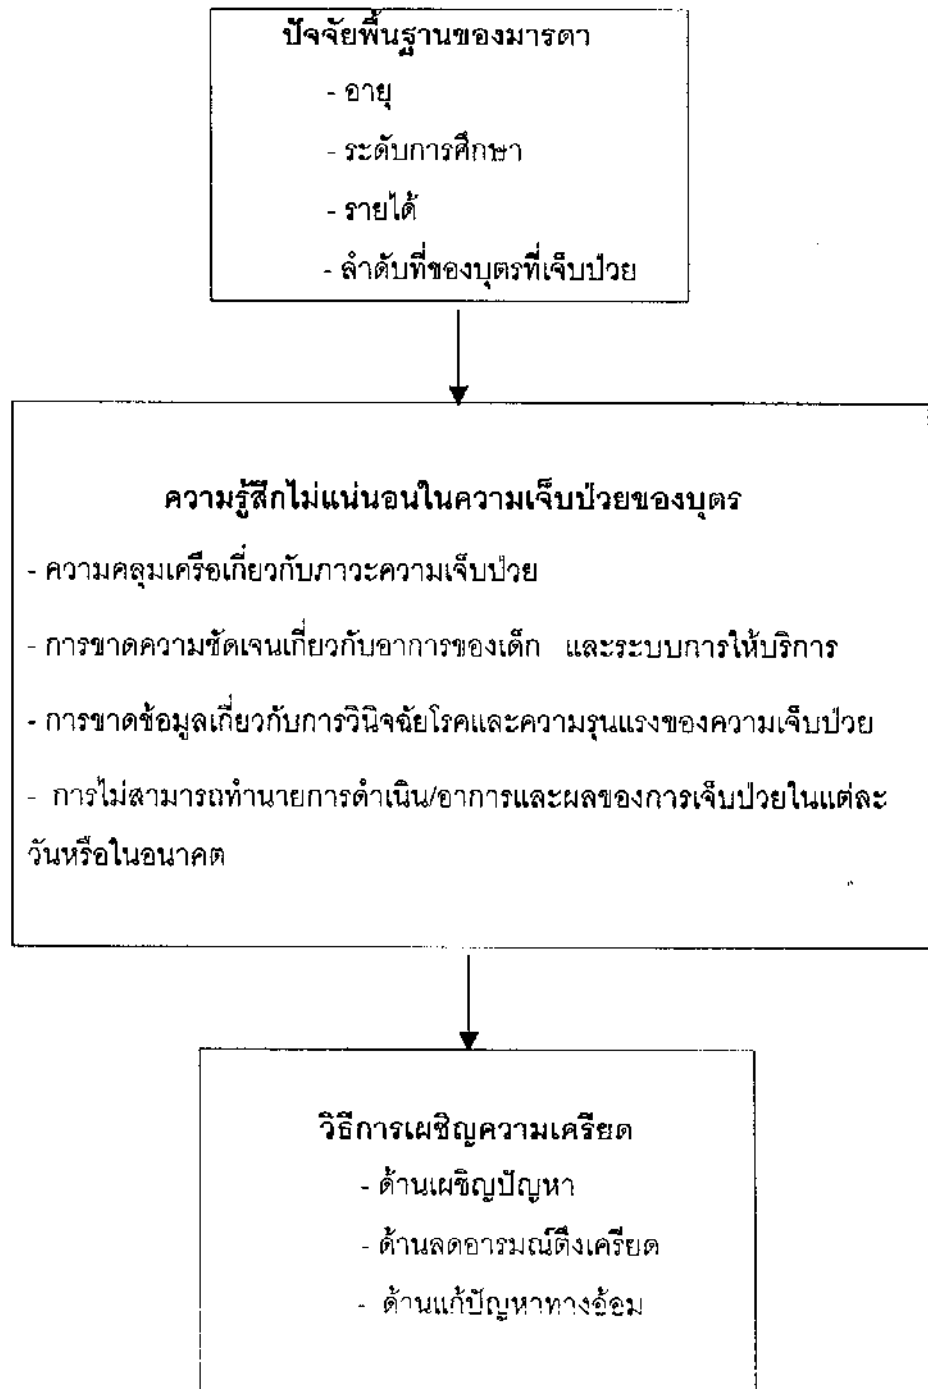 ปัจจัยพื้นฐานของมารดา
- อายุ
- ระดับการศึกษา
- รายได้
- ลำดับที่ของบุตรที่เจ็บป่วย
ความรู้สึกไม่แน่นอนในความเจ็บป่วยของบุตร
- ความคลุมเครือเกี่ยวกับภาวะความเจ็บป่วย
- การขาดความชัดเจนเกี่ยวกับอาการของเด็ก และระบบการให้บริการ
- การขาดข้อมูลเกี่ยวกับการวินิจฉัยโรคและความรุนแรงของความเจ็บป่วย
- การไม่สามารถทำนายการดำเนิน/อาการและผลของการเจ็บป่วยในแต่ละ
วันหรือในอนาคต
วิธีการเผชิญความเครียด
- ด้านเผชิญปัญหา
- ด้านลดอารมณ์ตึงเครียด
- ด้านแก้ปัญหาทางอ้อม